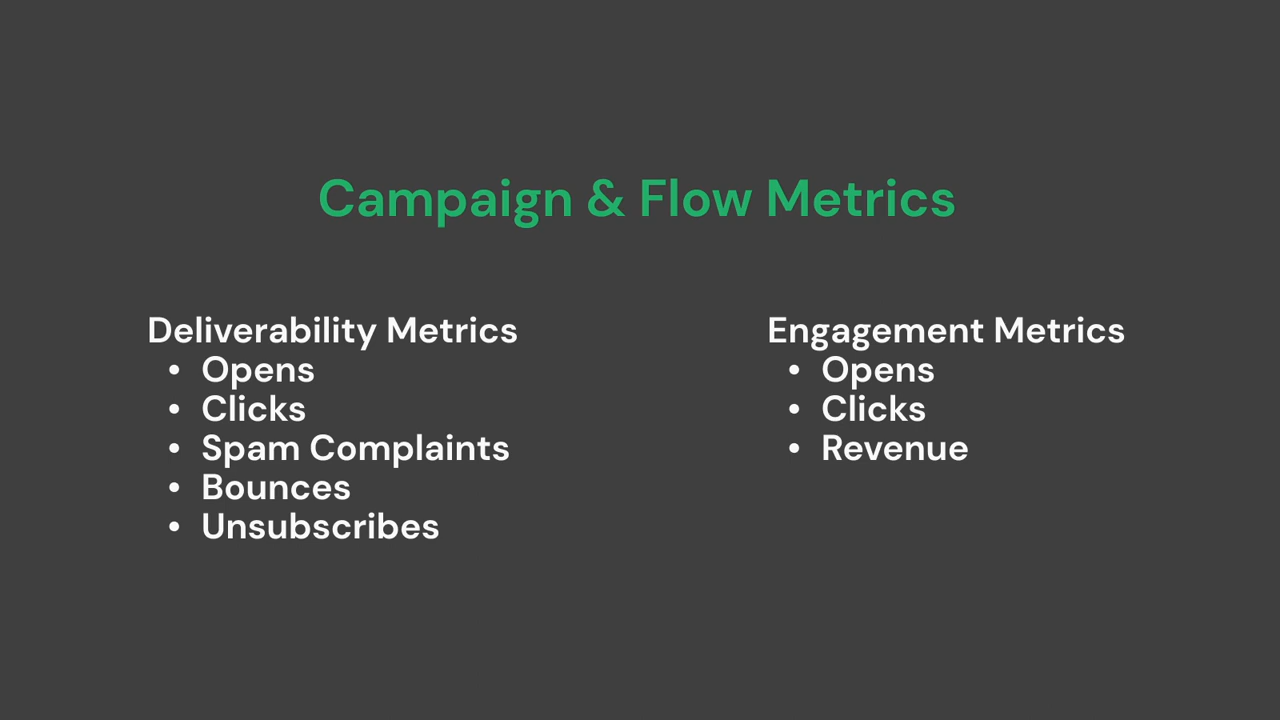 Campaign & Flow Metrics
Deliverability Metrics
• Opens
• Clicks
• Spam Complaints
• Bounces
• Unsubscribes
Engagement Metrics
• Opens
• Clicks
• Revenue